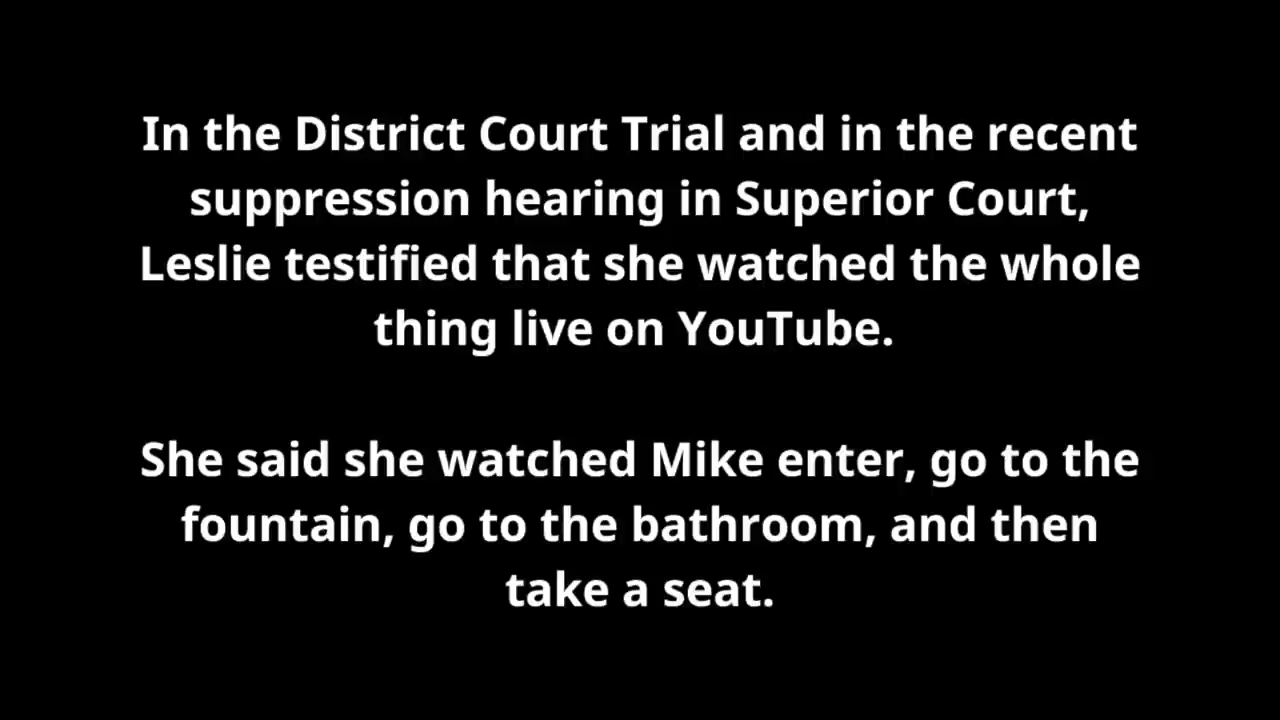 In the District Court Trial and in the recent
suppression hearing in Superior Court,
Leslie testified that she watched the whole
thing live on YouTube.
She said she watched Mike enter, go to the
fountain, go to the bathroom, and then
take a seat.